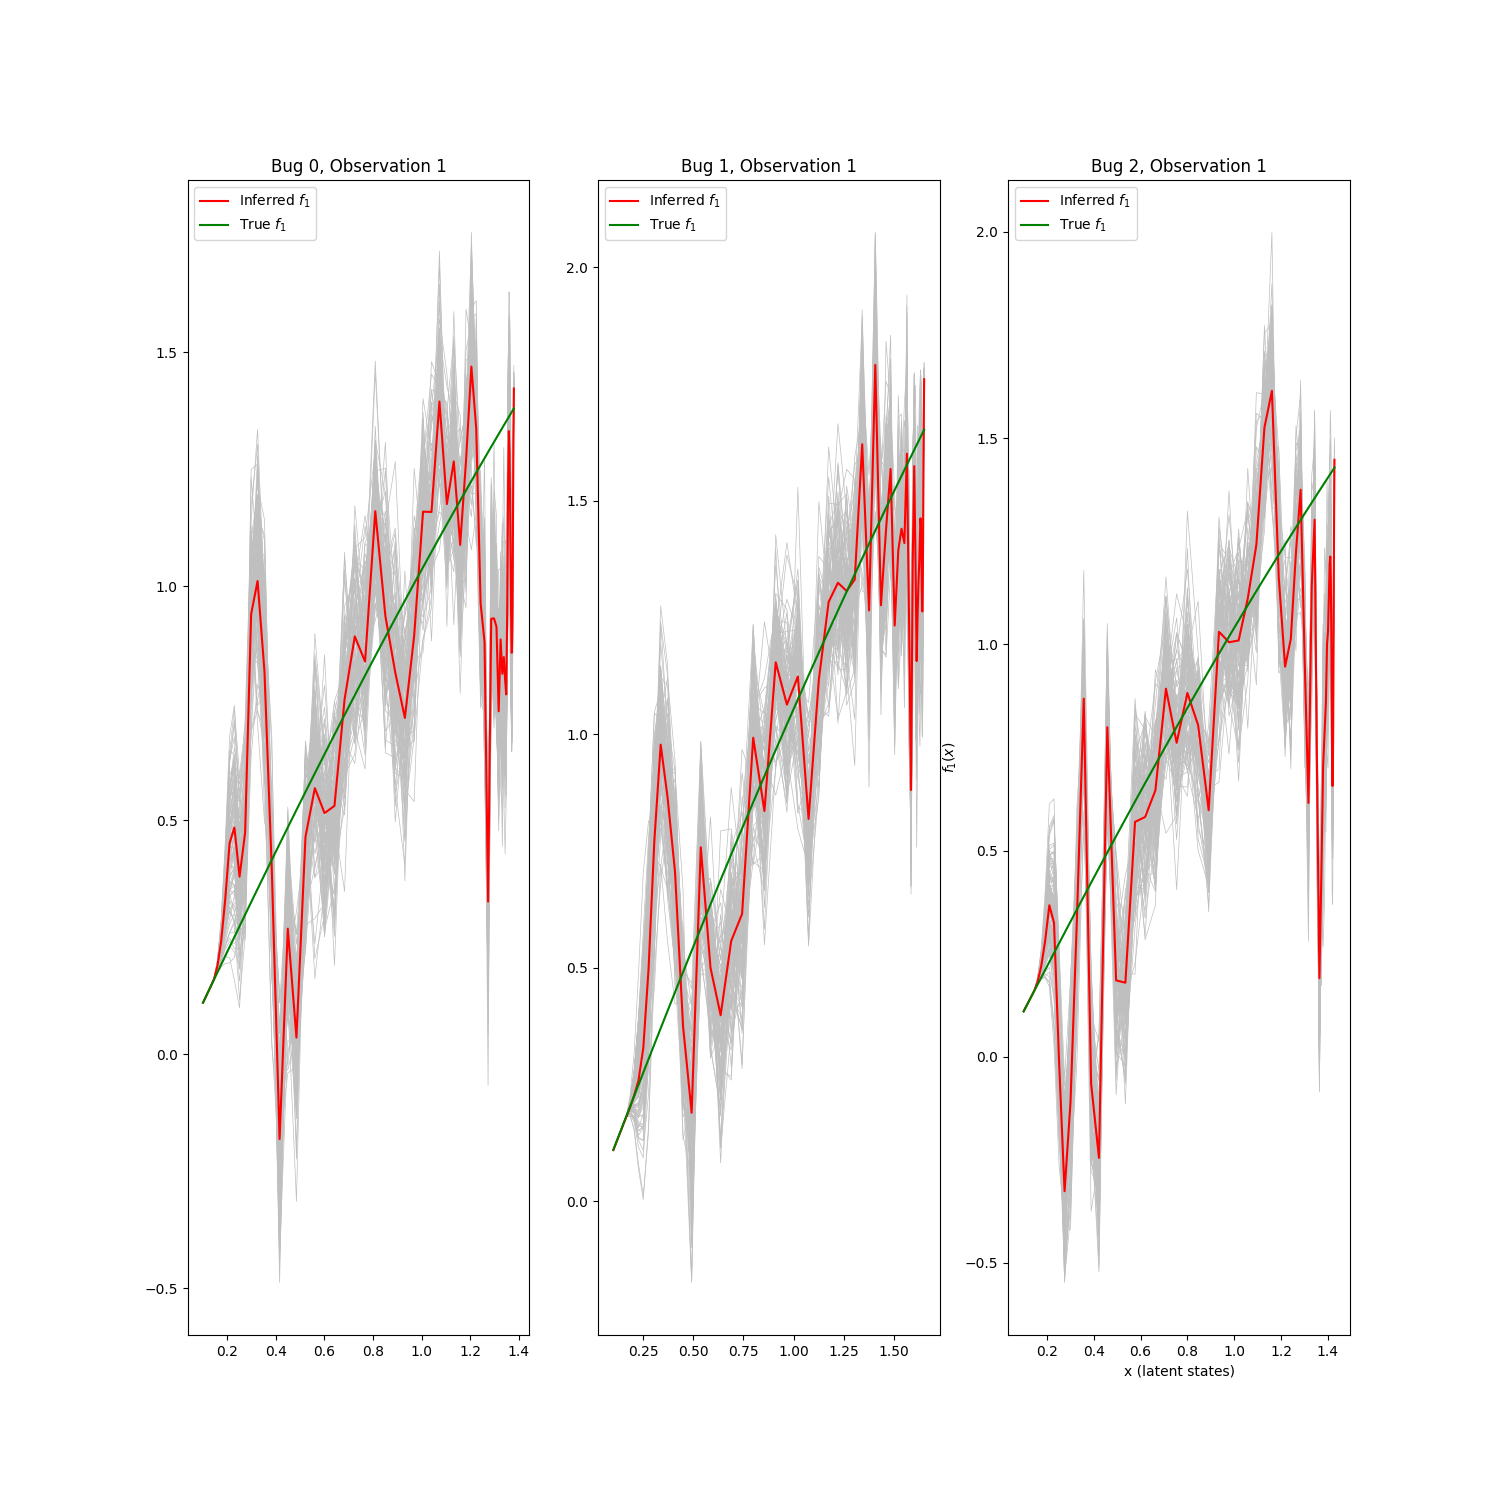 Bug 0, Observation 1
Inferred f₁
True f₁
1.5
1.0
0.5
0.0
−0.5
0.2 0.4 0.6 0.8 1.0 1.2 1.4
Bug 1, Observation 1
Inferred f₁
True f₁
2.0
1.5
1.0
0.5
0.0
0.25 0.50 0.75 1.00 1.25 1.50
Bug 2, Observation 1
Inferred f₁
True f₁
f₁(x)
2.0
1.5
1.0
0.5
0.0
−0.5
0.2 0.4 0.6 0.8 1.0 1.2 1.4
x (latent states)